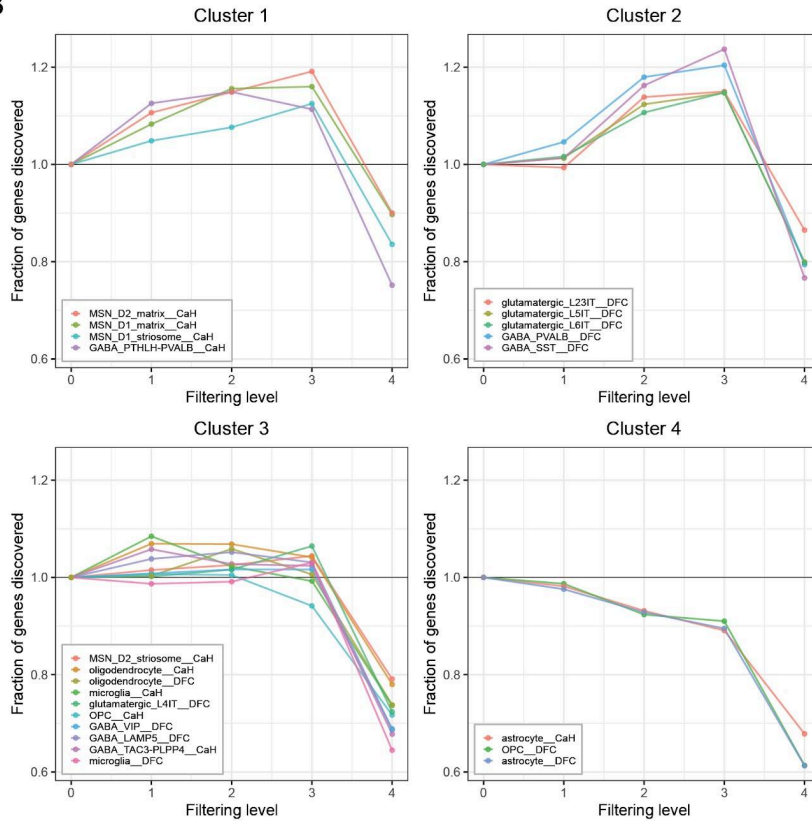 Cluster 1
Fraction of genes discovered
1.2
1.0
0.8
0.6
MSN_D2_matrix__CaH
MSN_D1_matrix__CaH
MSN_D1_striosome__CaH
GABA_PTHLH-PVALB__CaH
0 1 2 3 4
Filtering level
Cluster 2
Fraction of genes discovered
1.2
1.0
0.8
0.6
glutamatergic_L23IT__DFC
glutamatergic_L5IT__DFC
glutamatergic_L6IT__DFC
GABA_PVALB__DFC
GABA_SST__DFC
0 1 2 3 4
Filtering level
Cluster 3
Fraction of genes discovered
1.2
1.0
0.8
0.6
MSN_D2_striosome__CaH
oligodendrocyte__CaH
oligodendrocyte__DFC
microglia__CaH
glutamatergic_L4IT__DFC
OPC__CaH
GABA_VIP__DFC
GABA_LAMP5__DFC
GABA_TAC3-PLPP4__CaH
microglia__DFC
0 1 2 3 4
Filtering level
Cluster 4
Fraction of genes discovered
1.2
1.0
0.8
0.6
astrocyte__CaH
OPC__DFC
astrocyte__DFC
0 1 2 3 4
Filtering level